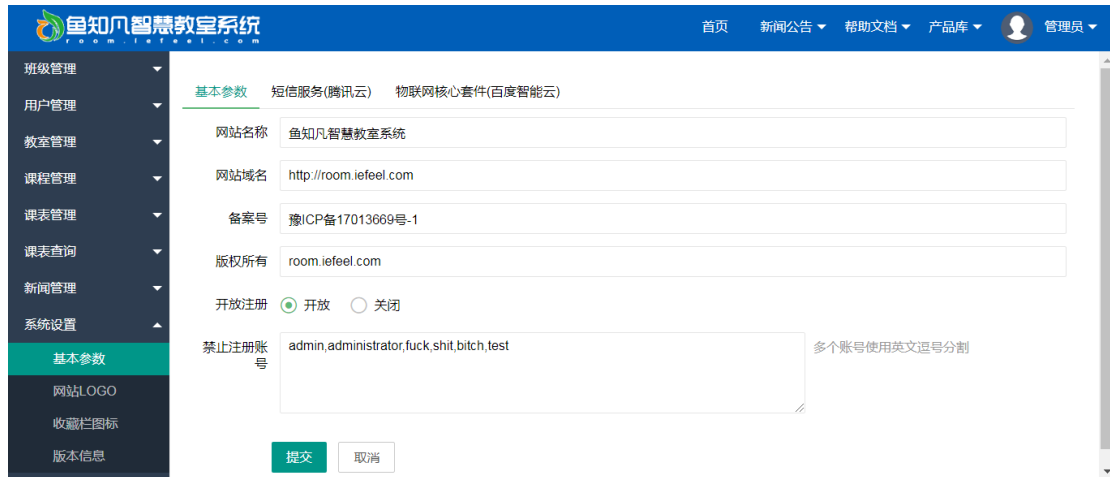 鱼知凡智慧教室系统
room.iefeel.com
首页 新闻公告 帮助文档 产品库 管理员
班级管理
用户管理
教室管理
课程管理
课表管理
课表查询
新闻管理
系统设置
基本参数
网站LOGO
收藏栏图标
版本信息
基本参数 短信服务(腾讯云) 物联网核心套件(百度智能云)
网站名称 鱼知凡智慧教室系统
网站域名 http://room.iefeel.com
备案号 豫ICP备17013669号-1
版权所有 room.iefeel.com
开放注册 开放 关闭
禁止注册账 admin,administrator,fuck,shit,bitch,test 多个账号使用英文逗号分割
号
提交 取消